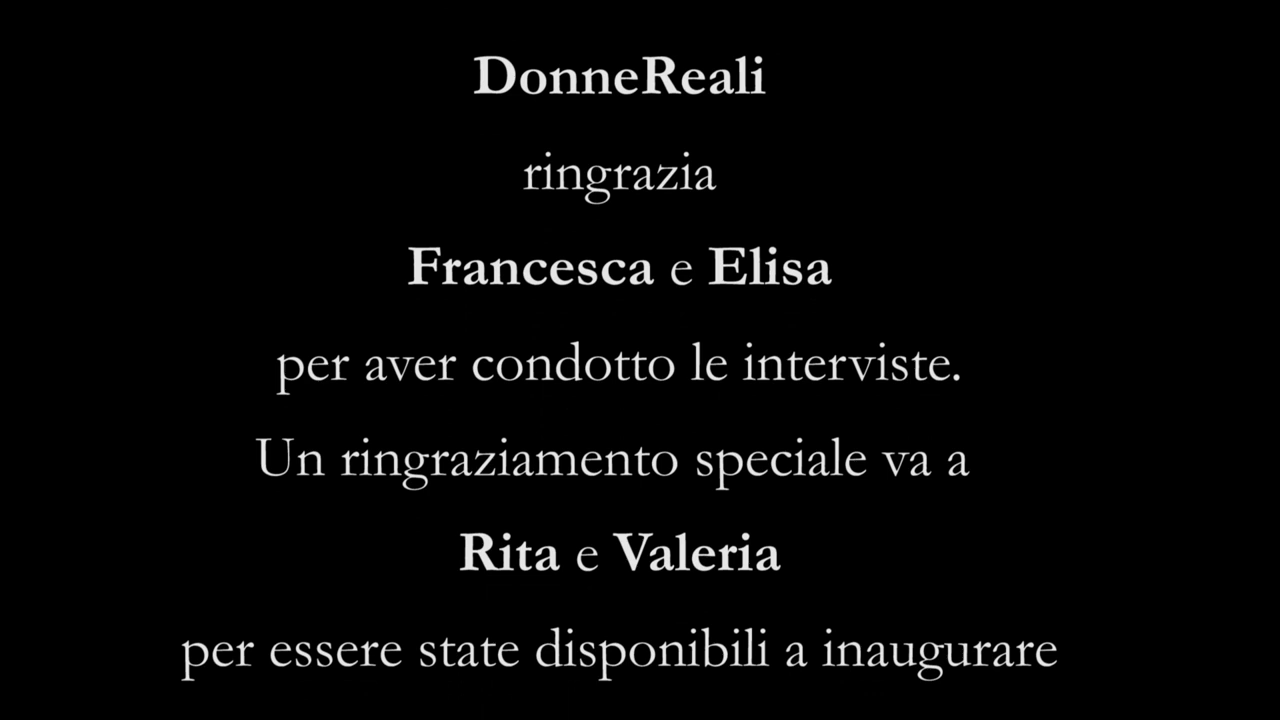 DonneReali
ringrazia
Francesca e Elisa
per aver condotto le interviste.
Un ringraziamento speciale va a
Rita e Valeria
per essere state disponibili a inaugurare